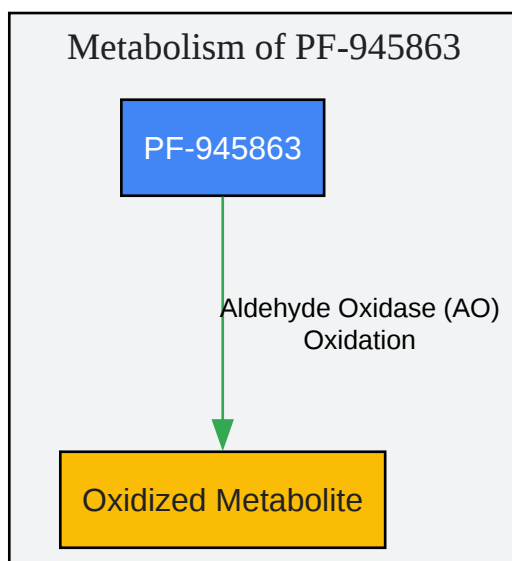 Metabolism of PF-945863
PF-945863
Aldehyde Oxidase (AO)
Oxidation
Oxidized Metabolite